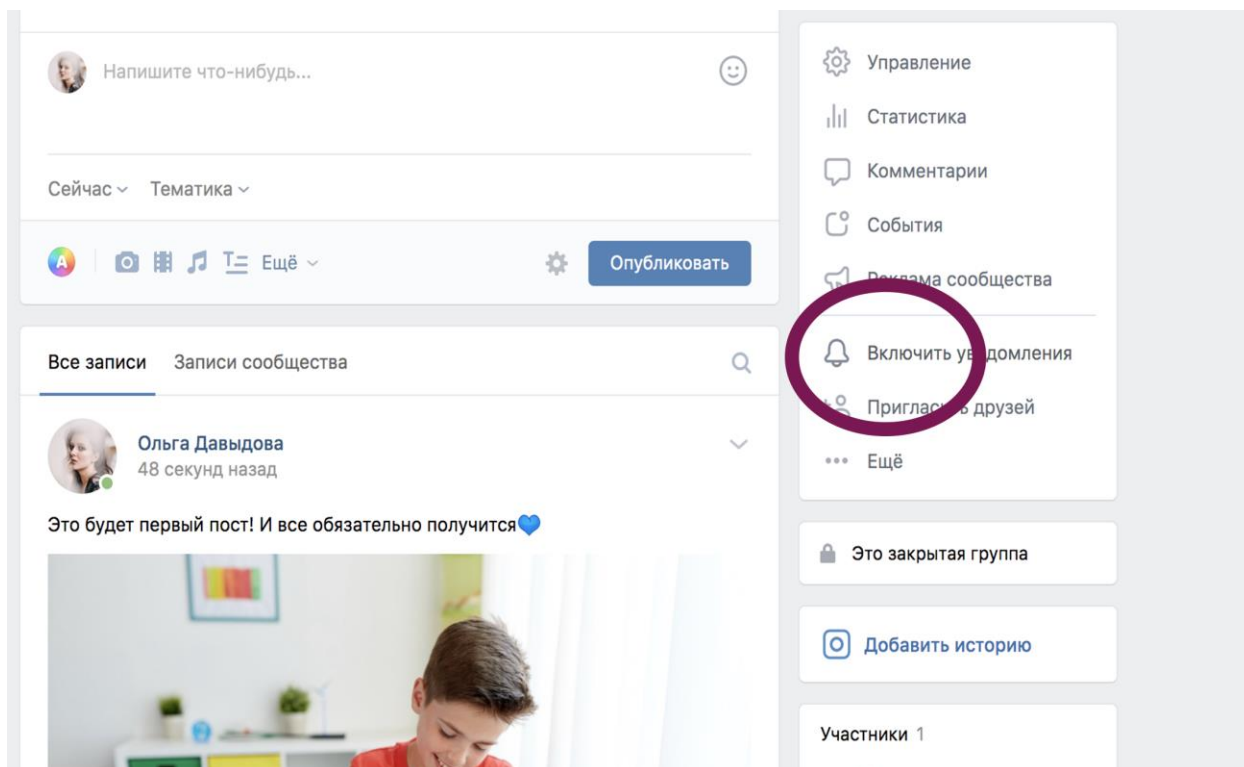 Напишите что-нибудь...
Сейчас Тематика
A Ещё Опубликовать
Все записи Записи сообщества
Ольга Давыдова
48 секунд назад
Это будет первый пост! И все обязательно получится💙
Управление
Статистика
Комментарии
События
Реклама сообщества
Включить уведомления
Пригласить друзей
Ещё
Это закрытая группа
Добавить историю
Участники 1